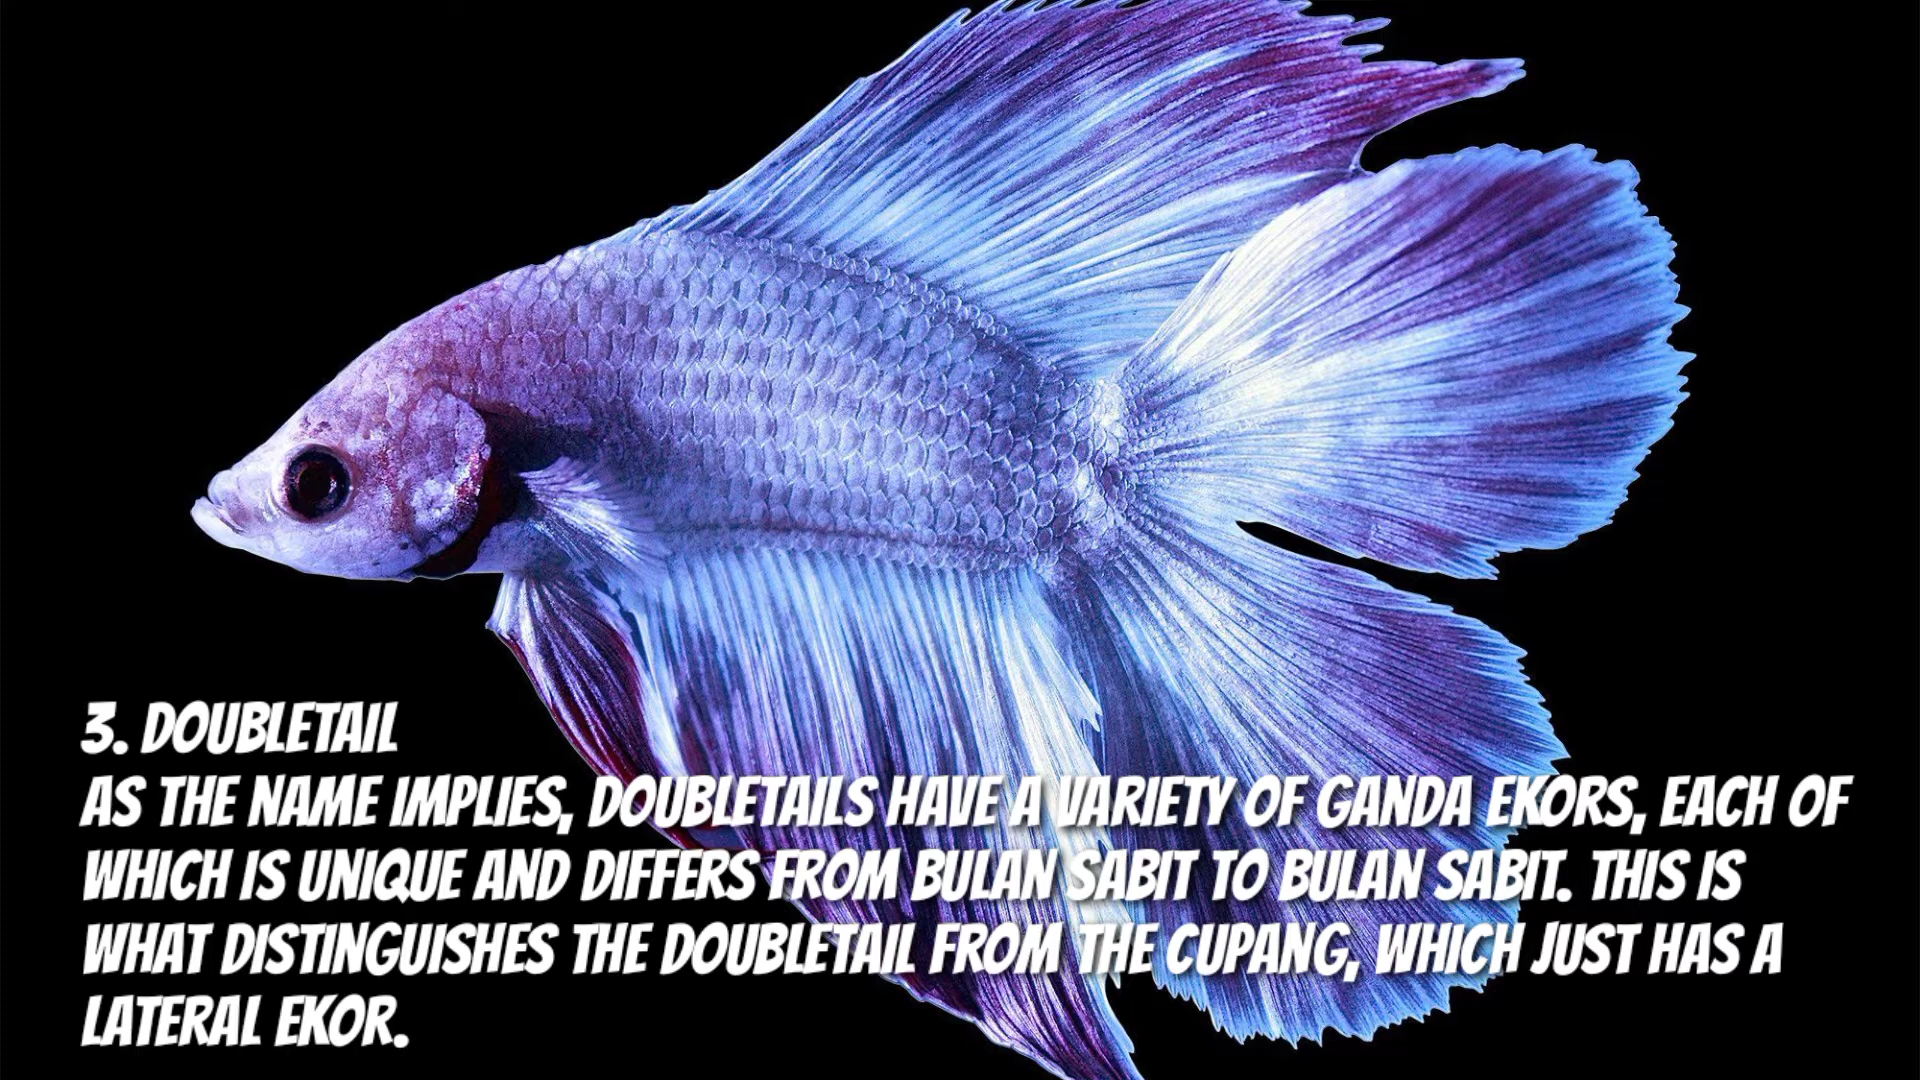 3. DOUBLETAIL
AS THE NAME IMPLIES, DOUBLETAILS HAVE A VARIETY OF GANDA EKORS, EACH OF
WHICH IS UNIQUE AND DIFFERS FROM BULAN SABIT TO BULAN SABIT. THIS IS
WHAT DISTINGUISHES THE DOUBLETAIL FROM THE CUPANG, WHICH JUST HAS A
LATERAL EKOR.